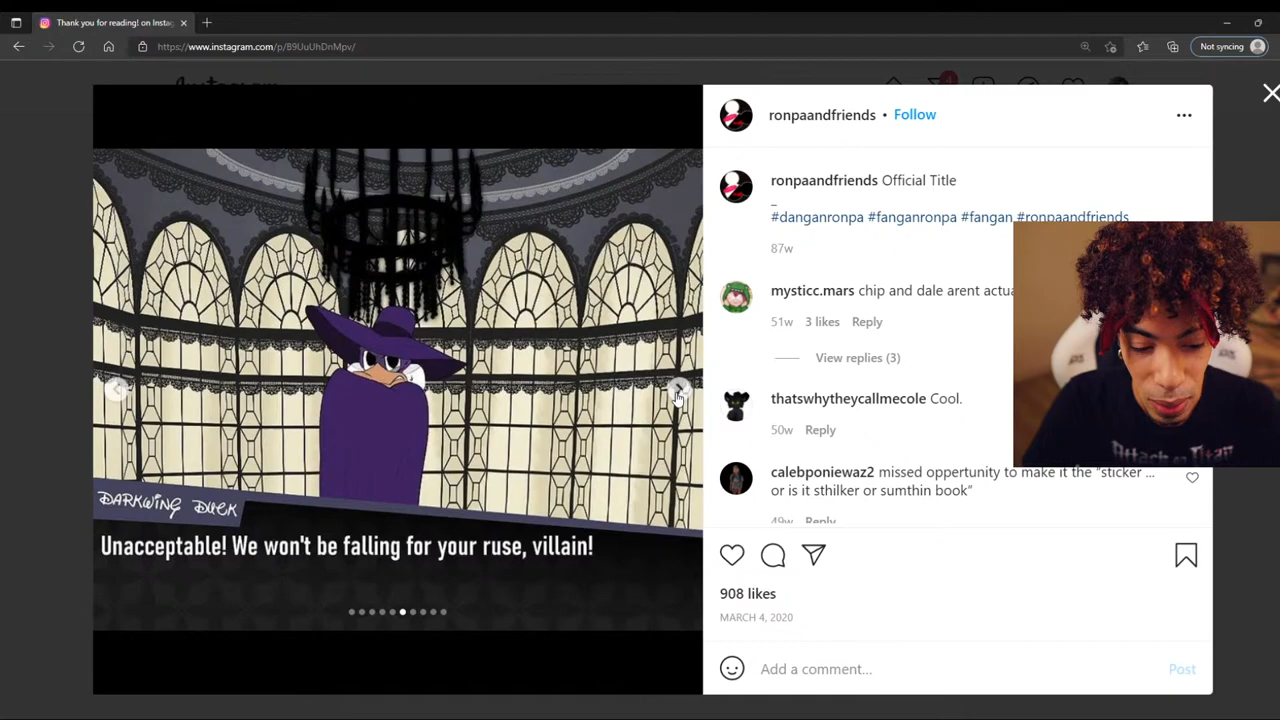 Thank you for reading! on Insta
https://www.instagram.com/p/B9UuUhDnMpv/
Not syncing
Instagram
4
ronpaandfriends • Follow
ronpaandfriends Official Title
_
#danganronpa #fanganronpa #fangan #ronpaandfriends
87w
mysticc.mars chip and dale arent actua
51w 3 likes Reply
View replies (3)
thatswhytheycallmecole Cool.
50w Reply
calebponiewaz2 missed oppertunity to make it the "sticker ...
or is it sthilker or sumthin book"
49w Reply
DARKWING DUCK
Unacceptable! We won't be falling for your ruse, villain!
908 likes
MARCH 4, 2020
Add a comment...
Post